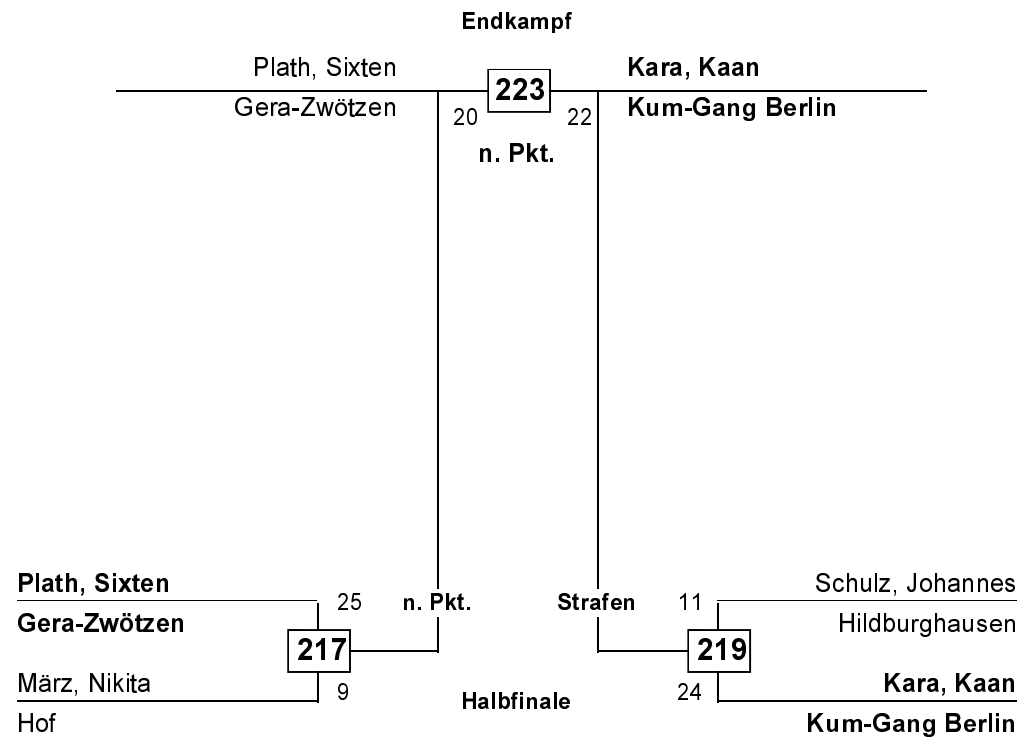 Endkampf
Plath, Sixten
Kara, Kaan
223
Gera-Zwötzen
Kum-Gang Berlin
20
22
n. Pkt.
Plath, Sixten
Schulz, Johannes
25
n. Pkt.
Strafen
11
Gera-Zwötzen
Hildburghausen
217
219
März, Nikita
Kara, Kaan
9
Halbfinale
24
Hof
Kum-Gang Berlin